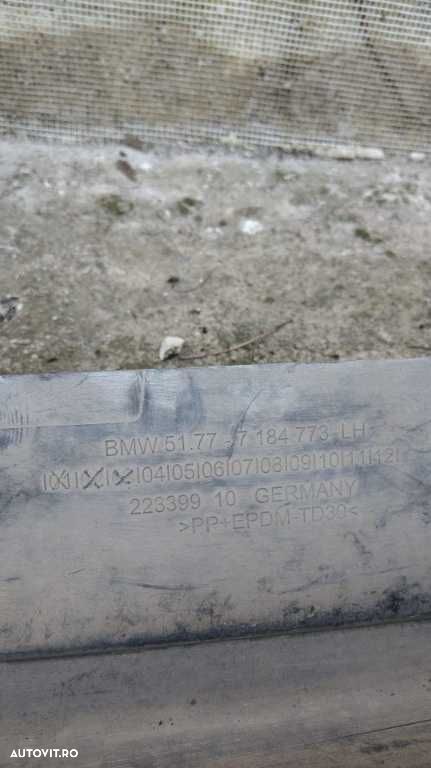 BMW 51.77 - 7 184 773 LH
|X|X|X|04|05|06|07|08|09|10|11|12|
223399 10 GERMANY
>PP+EPDM-TD30<
AUTOVIT.RO